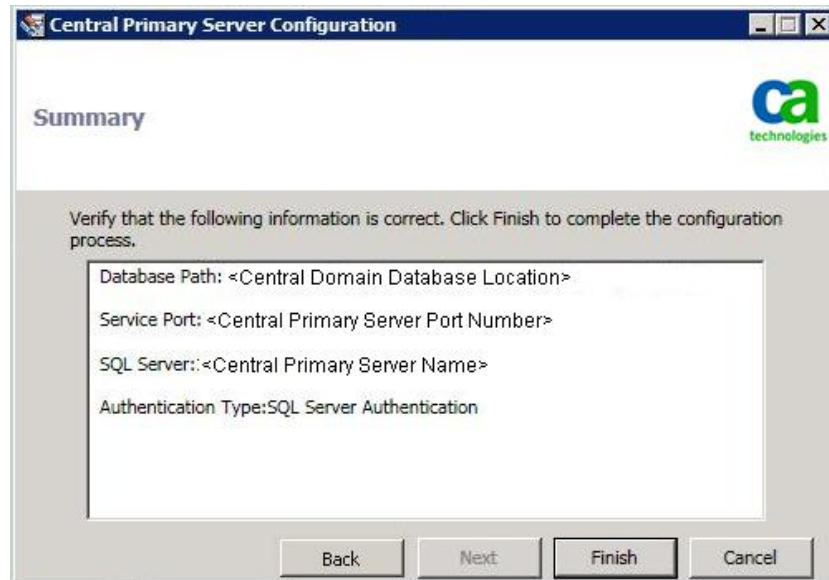 Central Primary Server Configuration
Summary
ca
technologies
Verify that the following information is correct. Click Finish to complete the configuration
process.
Database Path: <Central Domain Database Location>
Service Port: <Central Primary Server Port Number>
SQL Server::<Central Primary Server Name>
Authentication Type:SQL Server Authentication
Back Next Finish Cancel